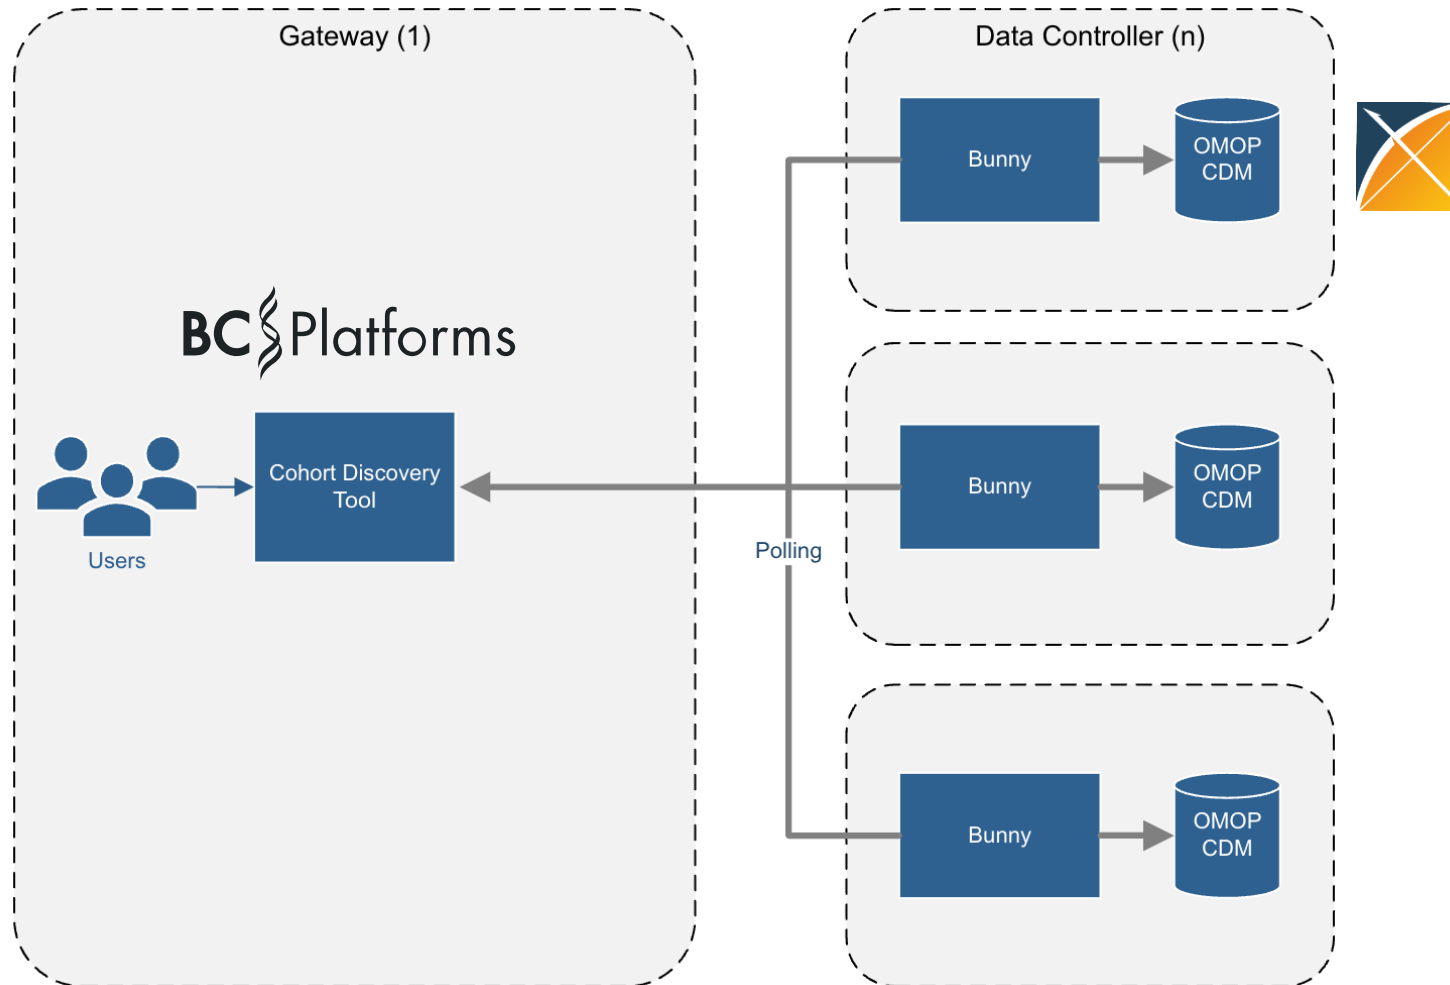 Gateway (1)
Data Controller (n)
BC Platforms
Users
Cohort Discovery
Tool
Polling
Bunny
OMOP
CDM
Bunny
OMOP
CDM
Bunny
OMOP
CDM